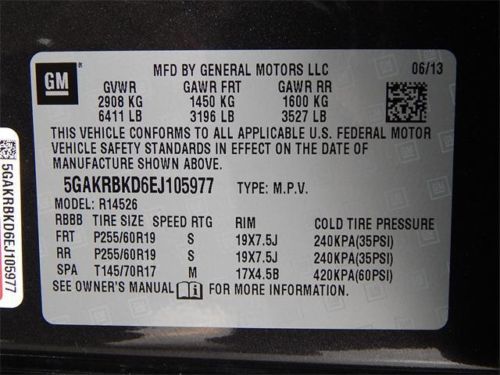 GM ®
MFD BY GENERAL MOTORS LLC 06/13
GVWR GAWR FRT GAWR RR
2908 KG 1450 KG 1600 KG
6411 LB 3196 LB 3527 LB
THIS VEHICLE CONFORMS TO ALL APPLICABLE U.S. FEDERAL MOTOR
VEHICLE SAFETY STANDARDS IN EFFECT ON THE DATE OF
MANUFACTURE SHOWN ABOVE.
5GAKRBKD6EJ105977 TYPE: M.P.V.
MODEL: R14526
RBBB TIRE SIZE SPEED RTG RIM COLD TIRE PRESSURE
FRT P255/60R19 S 19X7.5J 240KPA(35PSI)
RR P255/60R19 S 19X7.5J 240KPA(35PSI)
SPA T145/70R17 M 17X4.5B 420KPA(60PSI)
SEE OWNER'S MANUAL FOR MORE INFORMATION.
5GAKRBKD6EJ105977